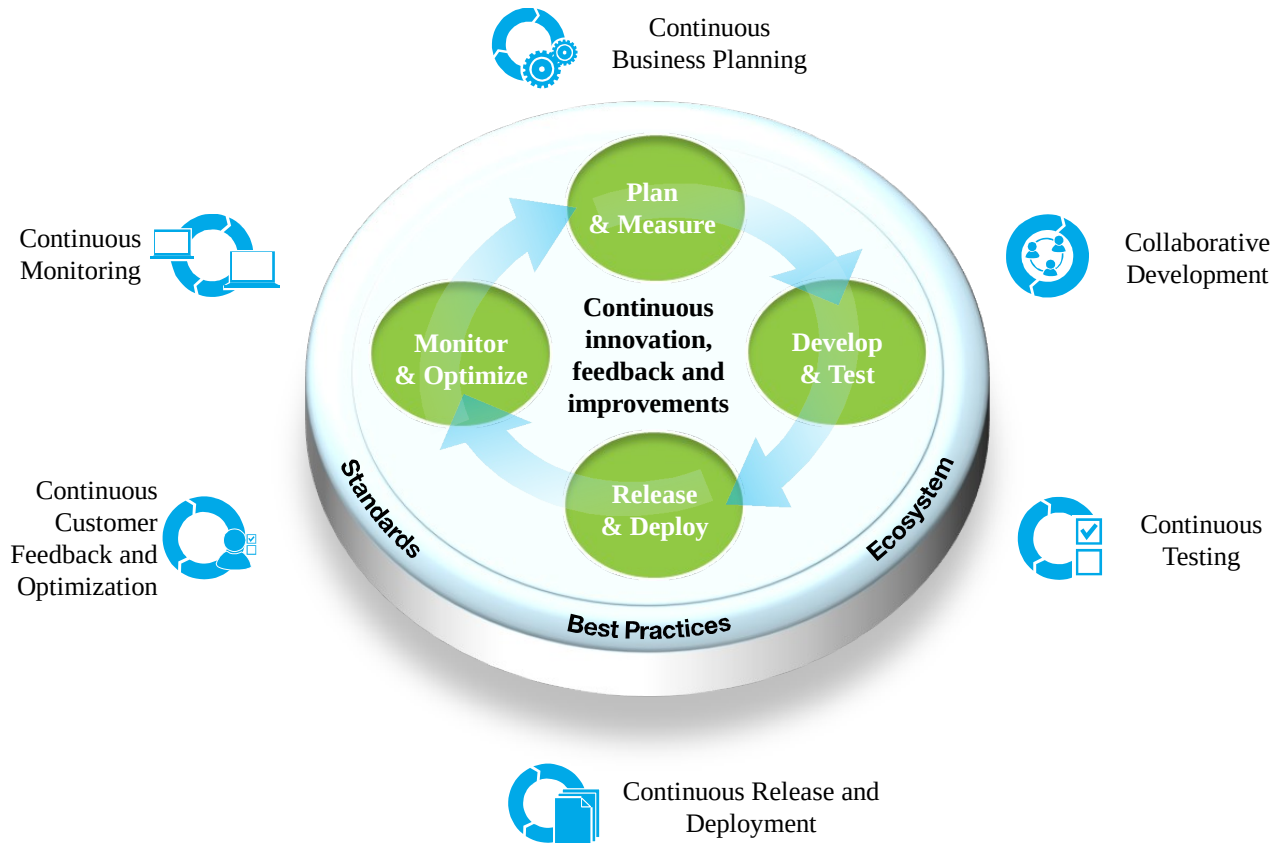 Continuous
Business Planning
Continuous
Monitoring
Collaborative
Development
Plan
& Measure
Monitor
& Optimize
Continuous
innovation,
feedback and
improvements
Develop
& Test
Release
& Deploy
Standards
Best Practices
Ecosystem
Continuous
Customer
Feedback and
Optimization
Continuous
Testing
Continuous Release and
Deployment